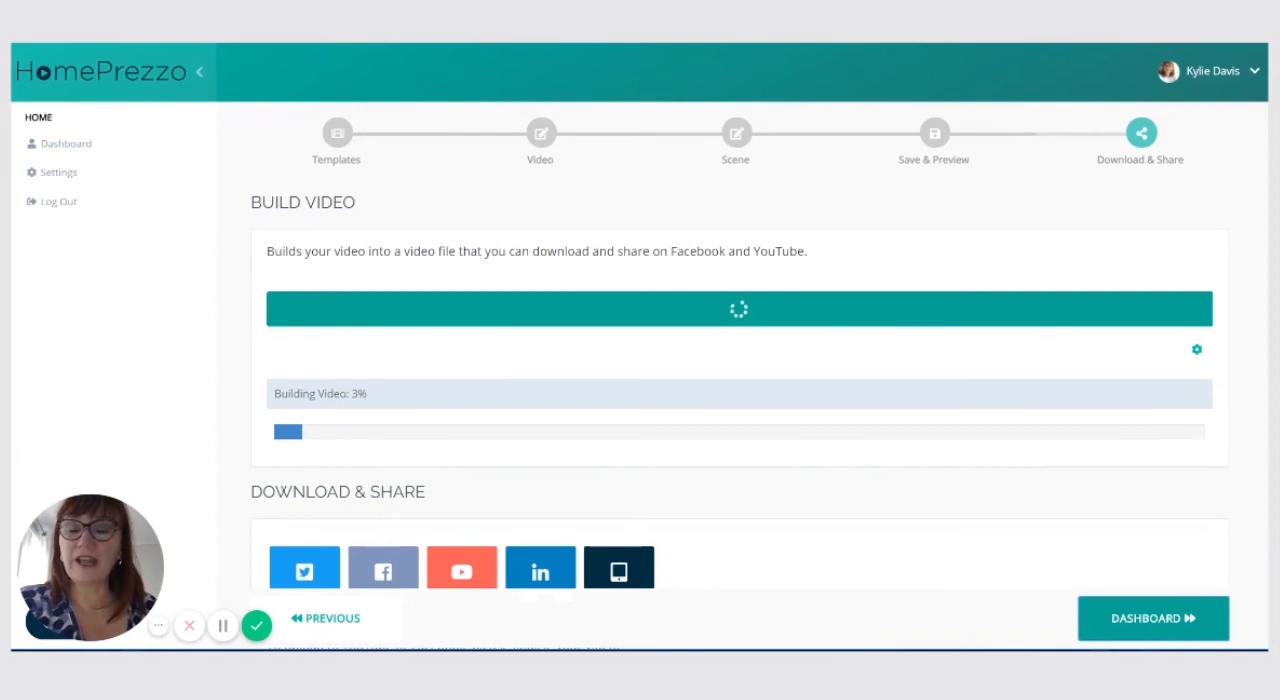 HomePrezzo
Kylie Davis
HOME
Dashboard
Settings
Log Out
Templates
Video
Scene
Save & Preview
Download & Share
BUILD VIDEO
Builds your video into a video file that you can download and share on Facebook and YouTube.
Building Video: 3%
DOWNLOAD & SHARE
in
PREVIOUS
DASHBOARD